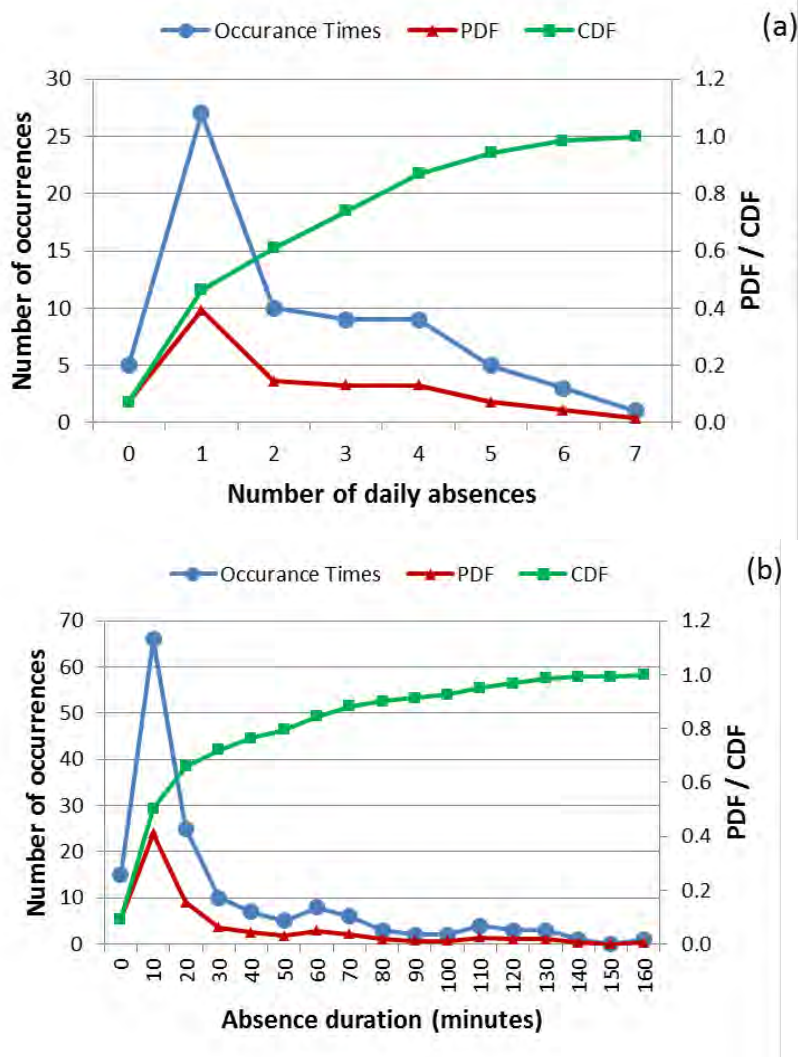 (a)
Occurance Times PDF CDF
30 1.2
25 1.0
20 0.8
15 0.6
10 0.4
5 0.2
0 0.0
Number of occurrences
PDF / CDF
0 1 2 3 4 5 6 7
Number of daily absences
(b)
Occurance Times PDF CDF
70 1.2
60 1.0
50 0.8
40 0.6
30 0.4
20 0.2
10 0.0
0
Number of occurrences
PDF / CDF
0 10 20 30 40 50 60 70 80 90 100 110 120 130 140 150 160
Absence duration (minutes)